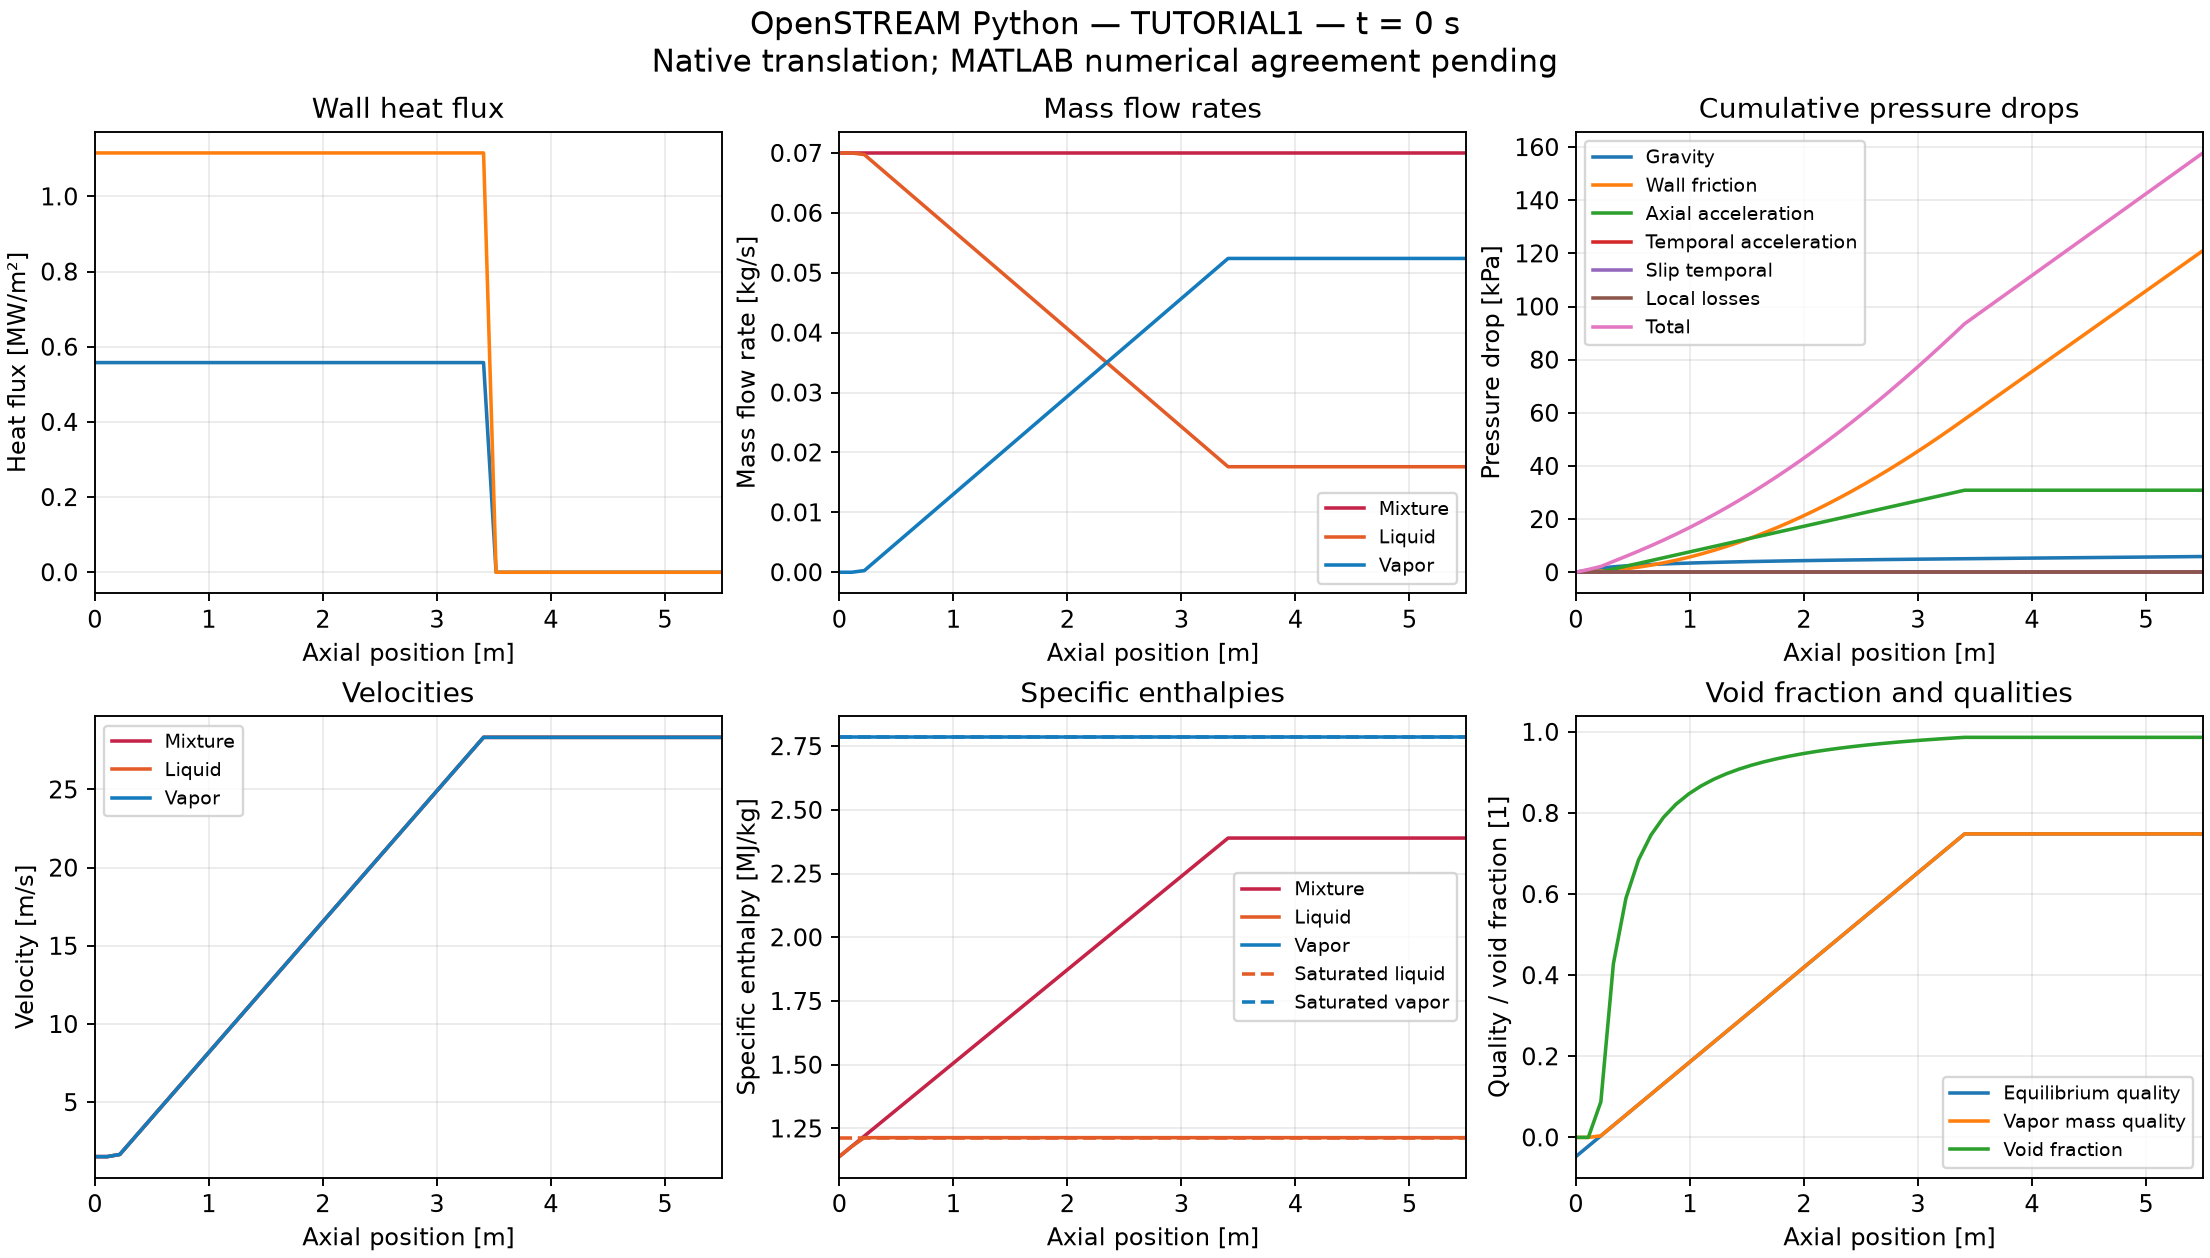 OpenSTREAM Python — TUTORIAL1 — t = 0 s
Native translation; MATLAB numerical agreement pending
Wall heat flux
Heat flux [MW/m²]
1.0
0.8
0.6
0.4
0.2
0.0
0 1 2 3 4 5
Axial position [m]
Mass flow rates
Mass flow rate [kg/s]
0.07
0.06
0.05
0.04
0.03
0.02
0.01
0.00
Mixture
Liquid
Vapor
0 1 2 3 4 5
Axial position [m]
Cumulative pressure drops
Pressure drop [kPa]
160
140
120
100
80
60
40
20
0
Gravity
Wall friction
Axial acceleration
Temporal acceleration
Slip temporal
Local losses
Total
0 1 2 3 4 5
Axial position [m]
Velocities
Velocity [m/s]
25
20
15
10
5
Mixture
Liquid
Vapor
0 1 2 3 4 5
Axial position [m]
Specific enthalpies
Specific enthalpy [MJ/kg]
2.75
2.50
2.25
2.00
1.75
1.50
1.25
Mixture
Liquid
Vapor
Saturated liquid
Saturated vapor
0 1 2 3 4 5
Axial position [m]
Void fraction and qualities
Quality / void fraction [1]
1.0
0.8
0.6
0.4
0.2
0.0
Equilibrium quality
Vapor mass quality
Void fraction
0 1 2 3 4 5
Axial position [m]